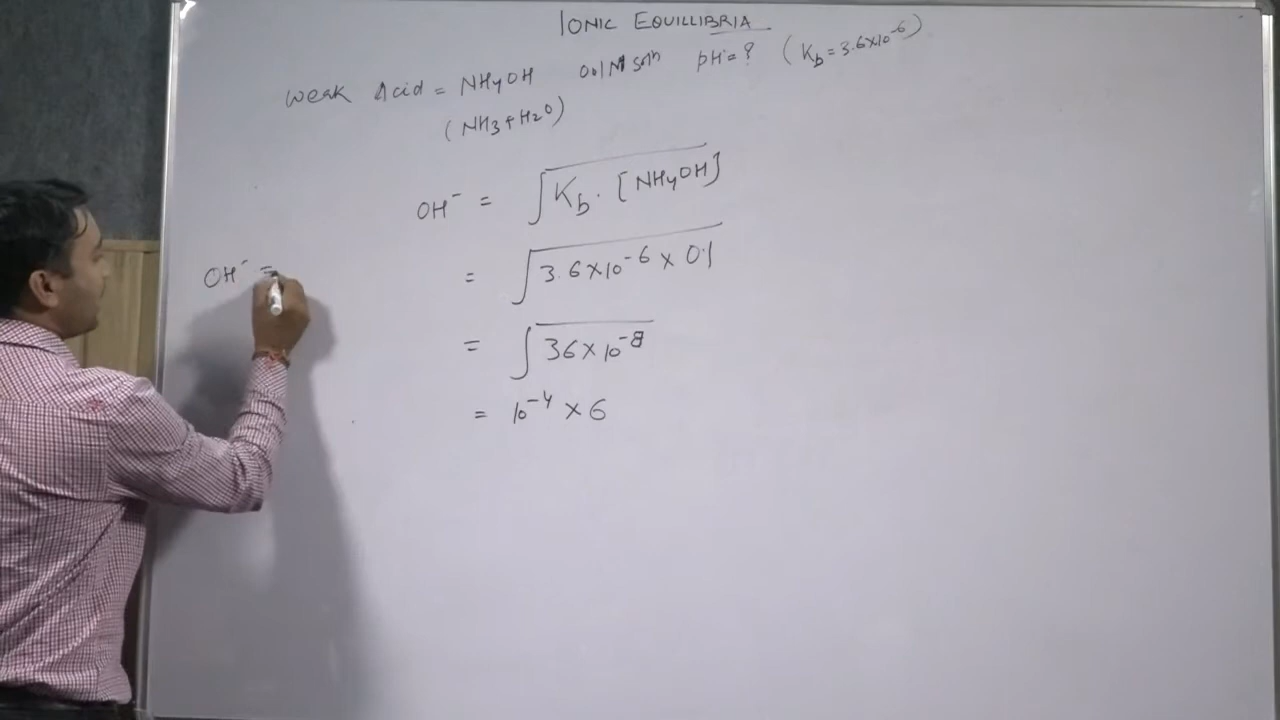 IONIC EQUILLIBRIA
Weak Acid = NH4OH 0.1N soln pH = ? (Kb = 3.6×10⁻⁶)
(NH3 + H2O)
OH⁻ = √Kb · [NH4OH]
= √3.6×10⁻⁶ × 0.1
= √36×10⁻⁸
= 10⁻⁴ × 6
OH⁻ =